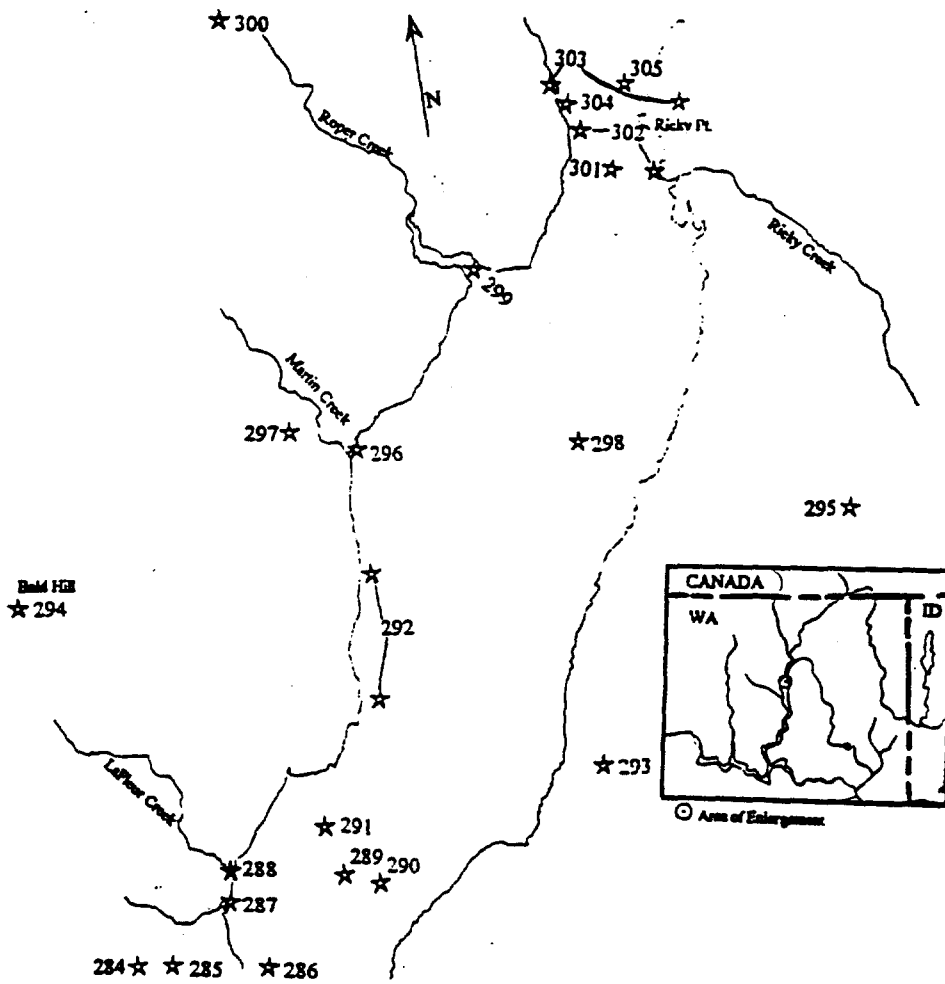 300
303
305
304
N
302
Ricky Pt.
Roper Creek
301
Ricky Creek
299
Martin Creek
297
296
298
295
Bald Hill
294
CANADA
292
WA
ID
293
LaFleur Creek
Area of Enlargement
291
289
290
288
287
284
285
286